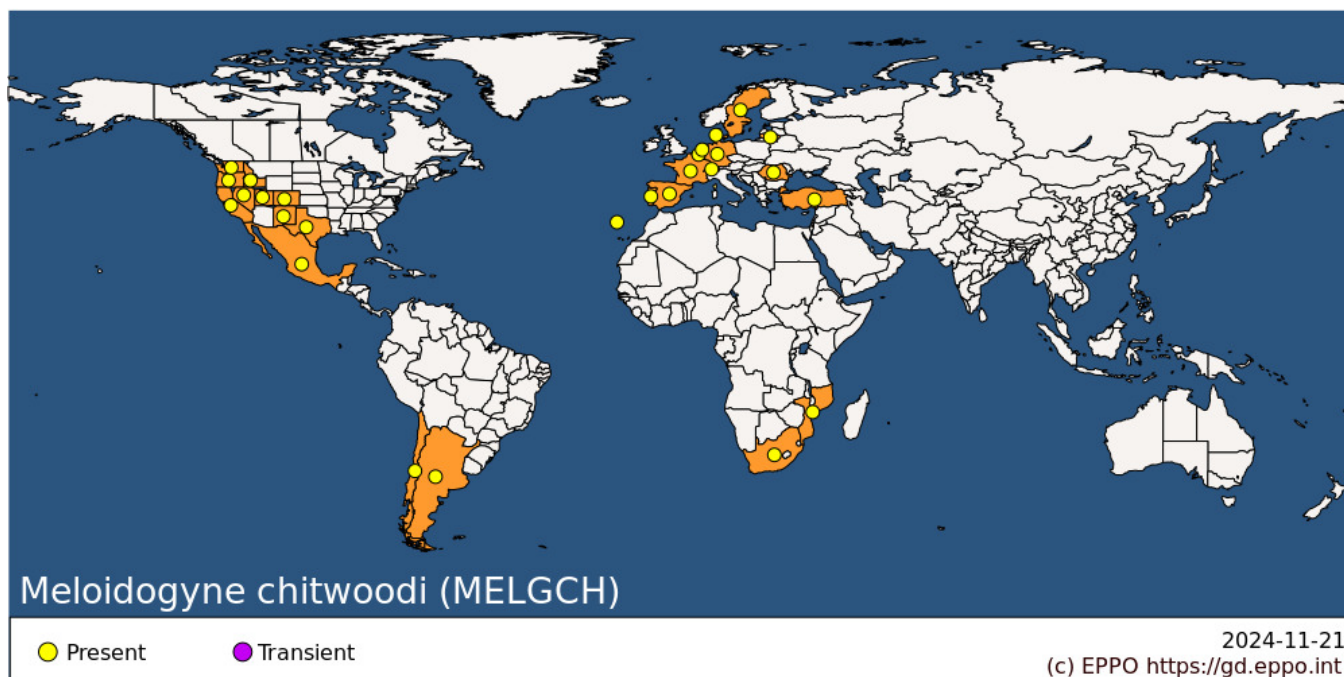 Meloidogyne chitwoodi (MELGCH)
Present
Transient
2024-11-21
(c) EPPO https://gd.eppo.int